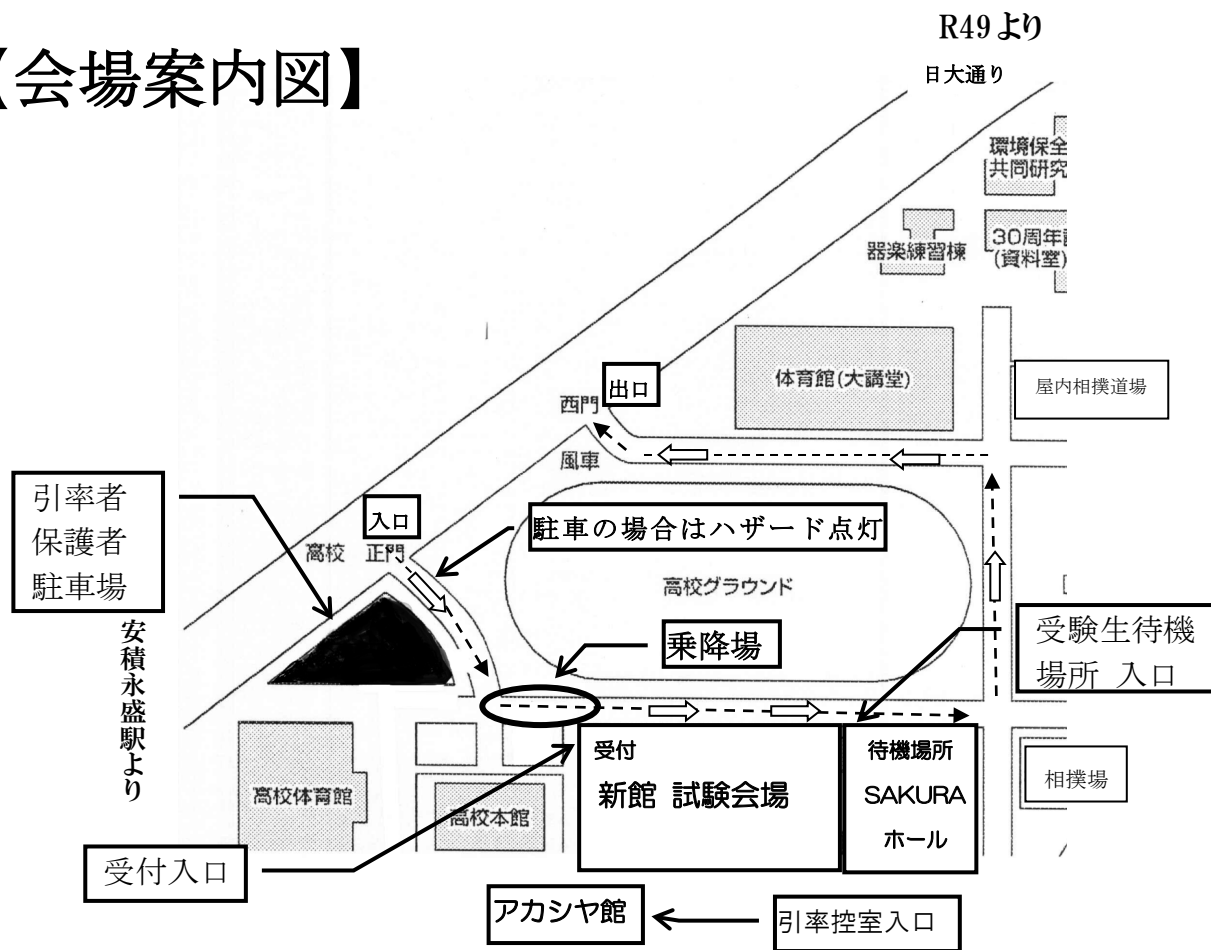 R49より
日大通り
【会場案内図】
環境保全
共同研究
器楽練習棟
30周年
(資料室)
体育館(大講堂)
屋内相撲道場
出口
西門
風車
引率者
保護者
駐車場
入口
高校 正門
駐車の場合はハザード点灯
高校グラウンド
乗降場
受験生待機
場所 入口
安積永盛駅より
受付
新館 試験会場
待機場所
SAKURA
ホール
相撲場
高校体育館
高校本館
受付入口
アカシヤ館
引率控室入口